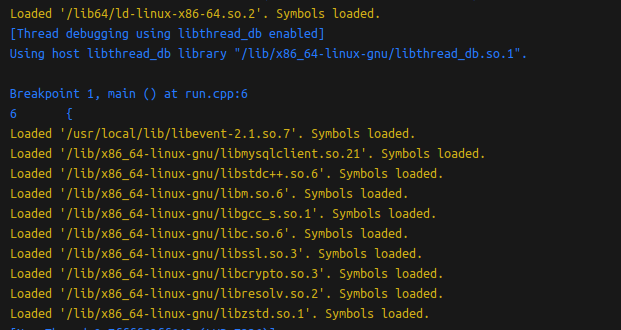 Loaded '/lib64/ld-linux-x86-64.so.2'. Symbols loaded.
[Thread debugging using libthread_db enabled]
Using host libthread_db library "/lib/x86_64-linux-gnu/libthread_db.so.1".
Breakpoint 1, main () at run.cpp:6
6 {
Loaded '/usr/local/lib/libevent-2.1.so.7'. Symbols loaded.
Loaded '/lib/x86_64-linux-gnu/libmysqlclient.so.21'. Symbols loaded.
Loaded '/lib/x86_64-linux-gnu/libstdc++.so.6'. Symbols loaded.
Loaded '/lib/x86_64-linux-gnu/libm.so.6'. Symbols loaded.
Loaded '/lib/x86_64-linux-gnu/libgcc_s.so.1'. Symbols loaded.
Loaded '/lib/x86_64-linux-gnu/libc.so.6'. Symbols loaded.
Loaded '/lib/x86_64-linux-gnu/libssl.so.3'. Symbols loaded.
Loaded '/lib/x86_64-linux-gnu/libcrypto.so.3'. Symbols loaded.
Loaded '/lib/x86_64-linux-gnu/libresolv.so.2'. Symbols loaded.
Loaded '/lib/x86_64-linux-gnu/libzstd.so.1'. Symbols loaded.